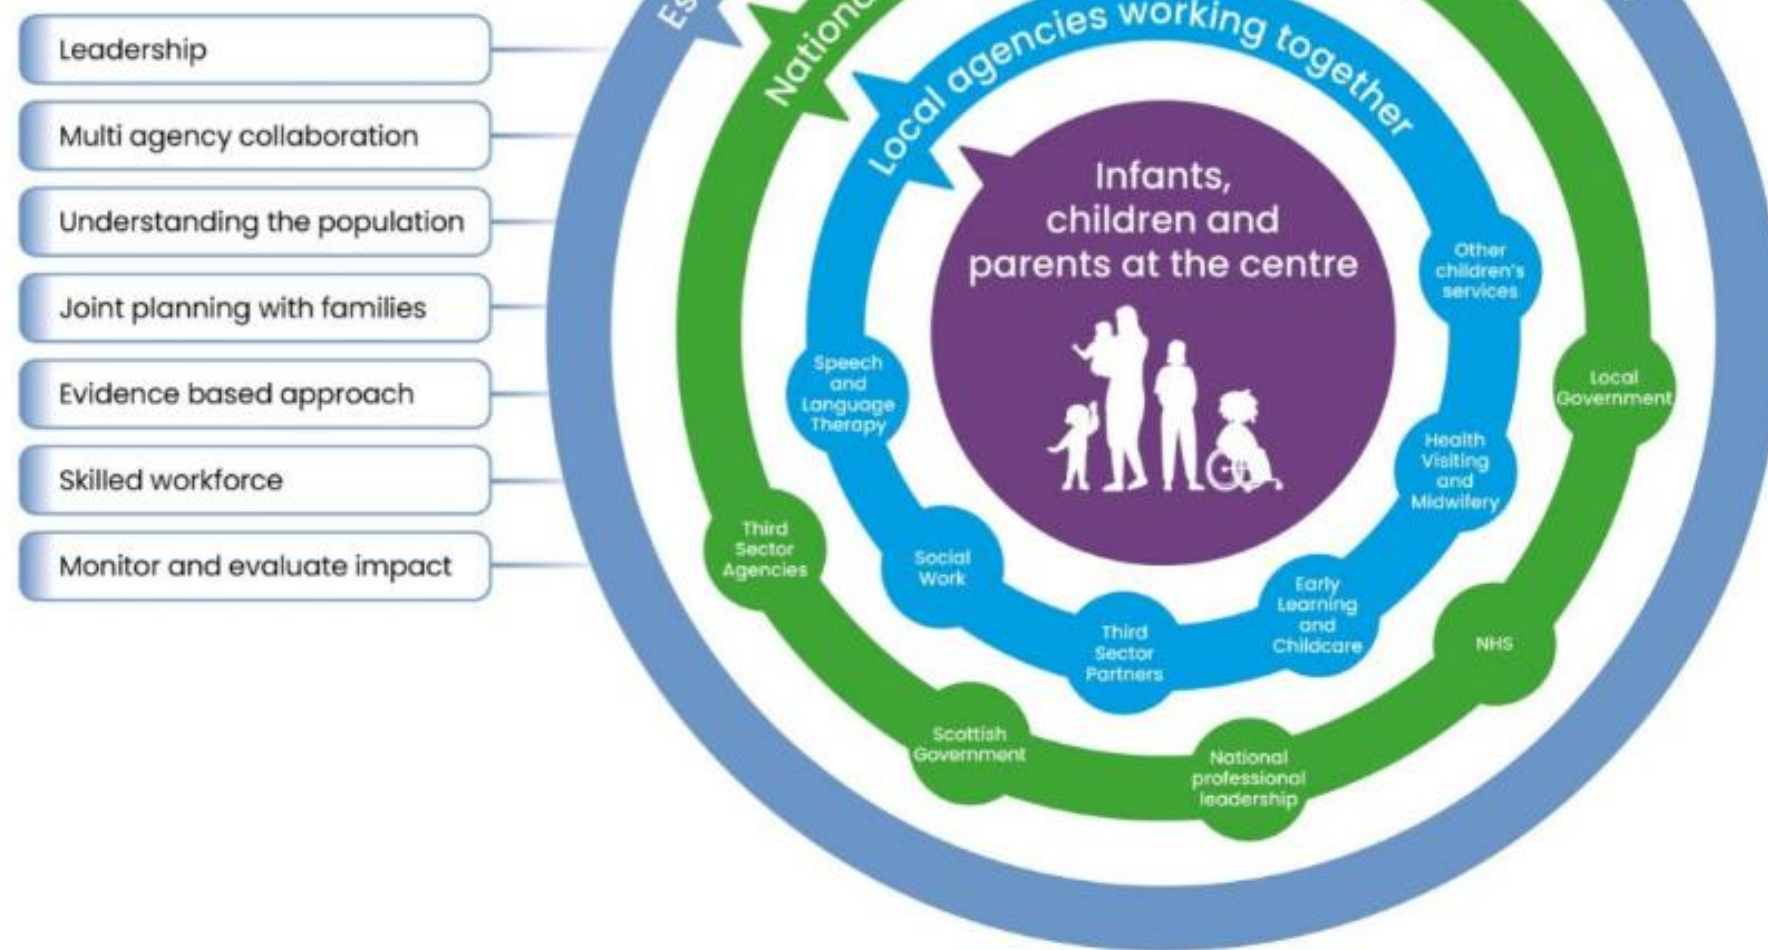 Leadership
Multi agency collaboration
Understanding the population
Joint planning with families
Evidence based approach
Skilled workforce
Monitor and evaluate impact
Local agencies working together
Infants,
children and
parents at the centre
Other
children's
services
Health
Visiting
and
Midwifery
Early
Learning
and
Childcare
Third
Sector
Partners
Social
Work
Speech
and
Language
Therapy
Local
Government
NHS
National
professional
leadership
Scottish
Government
Third
Sector
Agencies